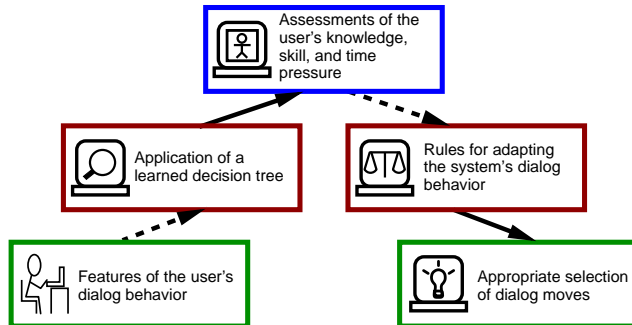 Assessments of the
user's knowledge,
skill, and time
pressure
Application of a
learned decision tree
Rules for adapting
the system's dialog
behavior
Features of the user's
dialog behavior
Appropriate selection
of dialog moves